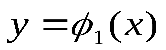 y = ϕ₁(x)